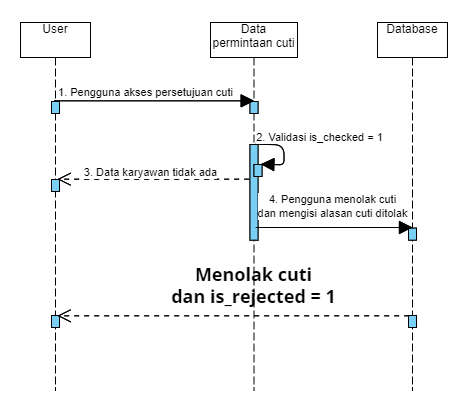 User
Data
permintaan cuti
Database
1. Pengguna akses persetujuan cuti
2. Validasi is_checked = 1
3. Data karyawan tidak ada
4. Pengguna menolak cuti
dan mengisi alasan cuti ditolak
Menolak cuti
dan is_rejected = 1